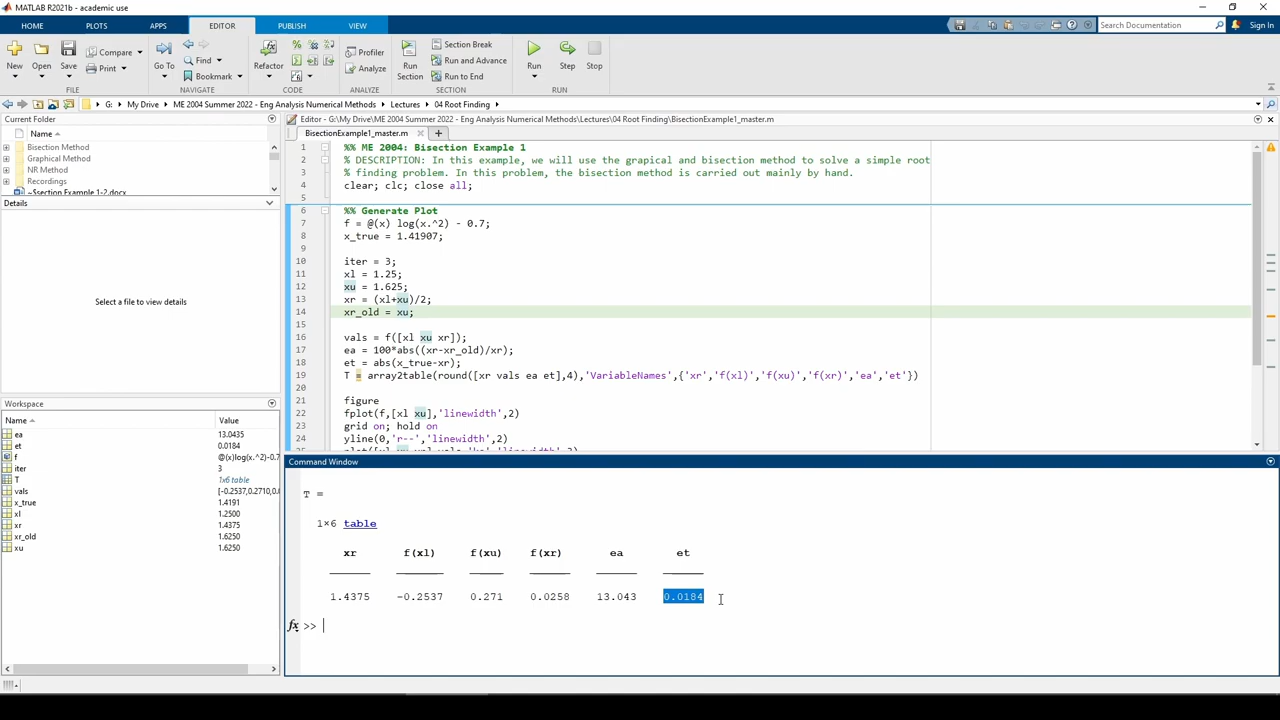 MATLAB R2021b - academic use
HOME PLOTS APPS EDITOR PUBLISH VIEW Search Documentation Sign In
New Open Save Compare Print Go To Find Bookmark Refactor Profiler Analyze Run Section Section Break Run and Advance Run to End Run Step Stop
FILE NAVIGATE CODE ANALYZE SECTION RUN
G: My Drive ME 2004 Summer 2022 - Eng Analysis Numerical Methods Lectures 04 Root Finding
Current Folder
Name
Bisection Method
Graphical Method
NR Method
Recordings
~$section Example 1-2.docx
Details
Select a file to view details
Workspace
Name Value
ea 13.0435
et 0.0184
f @(x)log(x.^2)-0.7
iter 3
T 1x6 table
vals [-0.2537,0.2710,0.0
x_true 1.4191
xl 1.2500
xr 1.4375
xr_old 1.6250
xu 1.6250
Editor - G:\My Drive\ME 2004 Summer 2022 - Eng Analysis Numerical Methods\Lectures\04 Root Finding\BisectionExample1_master.m
BisectionExample1_master.m
1 %% ME 2004: Bisection Example 1
2 % DESCRIPTION: In this example, we will use the grapical and bisection method to solve a simple root
3 % finding problem. In this problem, the bisection method is carried out mainly by hand.
4 clear; clc; close all;
5
6 %% Generate Plot
7 f = @(x) log(x.^2) - 0.7;
8 x_true = 1.41907;
9
10 iter = 3;
11 xl = 1.25;
12 xu = 1.625;
13 xr = (xl+xu)/2;
14 xr_old = xu;
15
16 vals = f([xl xu xr]);
17 ea = 100*abs((xr-xr_old)/xr);
18 et = abs(x_true-xr);
19 T = array2table(round([xr vals ea et],4),'VariableNames',{'xr','f(xl)','f(xu)','f(xr)','ea','et'})
20
21 figure
22 fplot(f,[xl xu],'linewidth',2)
23 grid on; hold on
24 yline(0,'r--','linewidth',2)
Command Window
T =
1×6 table
xr f(xl) f(xu) f(xr) ea et
1.4375 -0.2537 0.271 0.0258 13.043 0.0184
fx >>